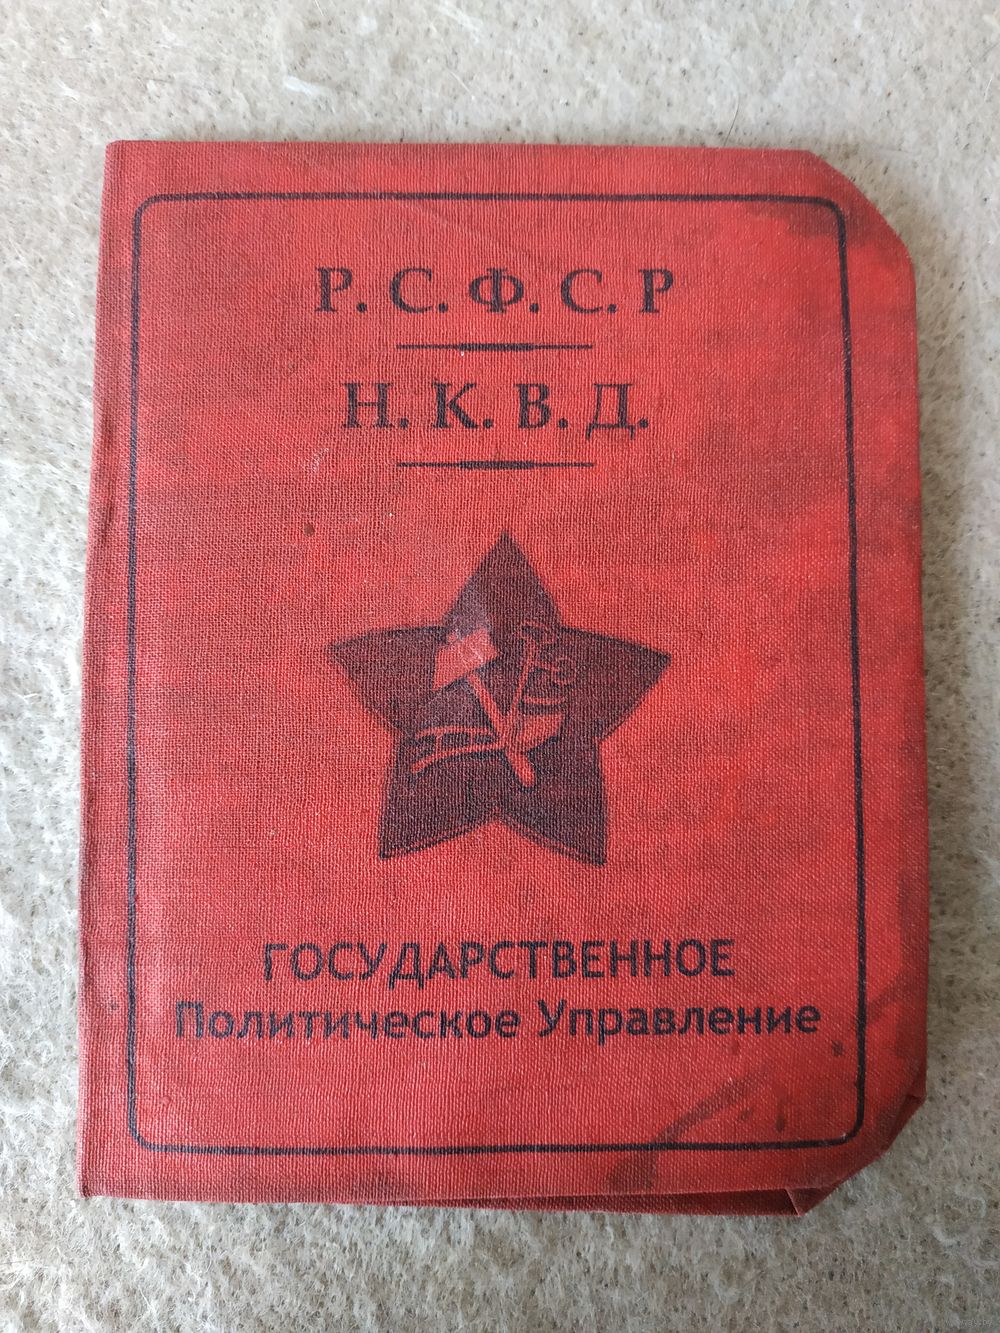 Р. С. Ф. С. Р
Н. К. В. Д.
ГОСУДАРСТВЕННОЕ
Политическое Управление